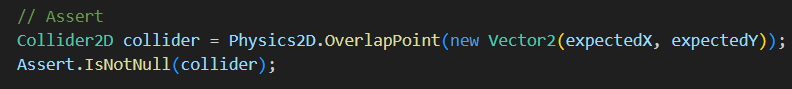 // Assert
Collider2D collider = Physics2D.OverlapPoint(new Vector2(expectedX, expectedY));
Assert.IsNotNull(collider);